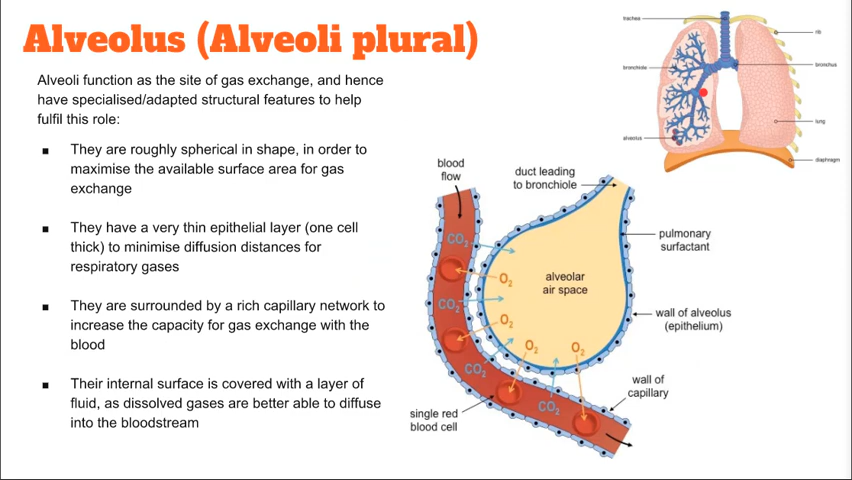 Alveolus (Alveoli plural)
Alveoli function as the site of gas exchange, and hence
have specialised/adapted structural features to help
fulfil this role:
▪ They are roughly spherical in shape, in order to
maximise the available surface area for gas
exchange
▪ They have a very thin epithelial layer (one cell
thick) to minimise diffusion distances for
respiratory gases
▪ They are surrounded by a rich capillary network to
increase the capacity for gas exchange with the
blood
▪ Their internal surface is covered with a layer of
fluid, as dissolved gases are better able to diffuse
into the bloodstream
trachea
rib
bronchiole
bronchus
lung
alveolus
diaphragm
blood
flow
duct leading
to bronchiole
pulmonary
surfactant
CO₂
O₂
alveolar
air space
CO₂
O₂
wall of alveolus
(epithelium)
O₂
O₂
CO₂
wall of
capillary
CO₂
single red
blood cell